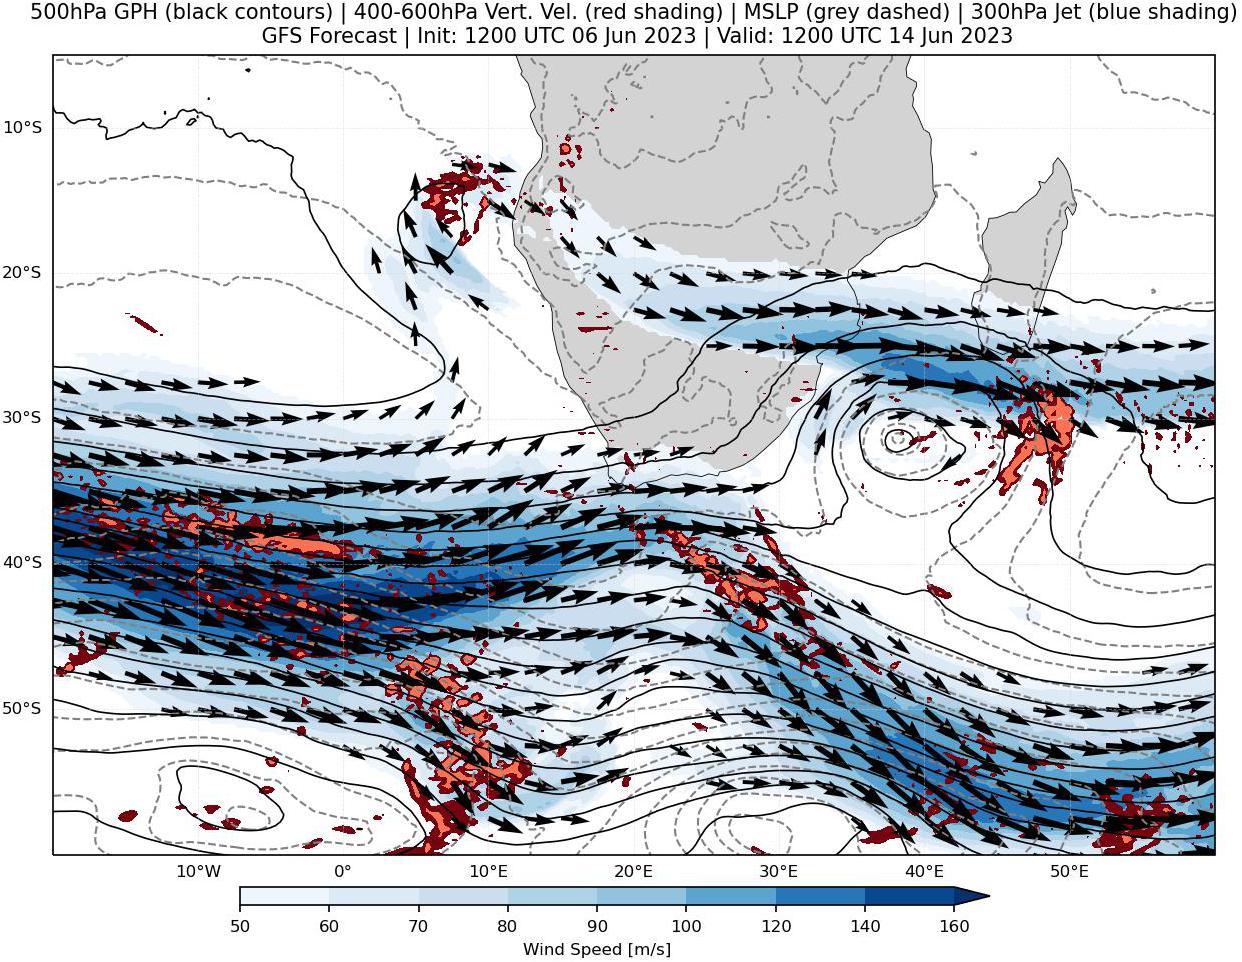 500hPa GPH (black contours) | 400-600hPa Vert. Vel. (red shading) | MSLP (grey dashed) | 300hPa Jet (blue shading)
GFS Forecast | Init: 1200 UTC 06 Jun 2023 | Valid: 1200 UTC 14 Jun 2023
10°S
20°S
30°S
40°S
50°S
10°W 0° 10°E 20°E 30°E 40°E 50°E
50 60 70 80 90 100 120 140 160
Wind Speed [m/s]